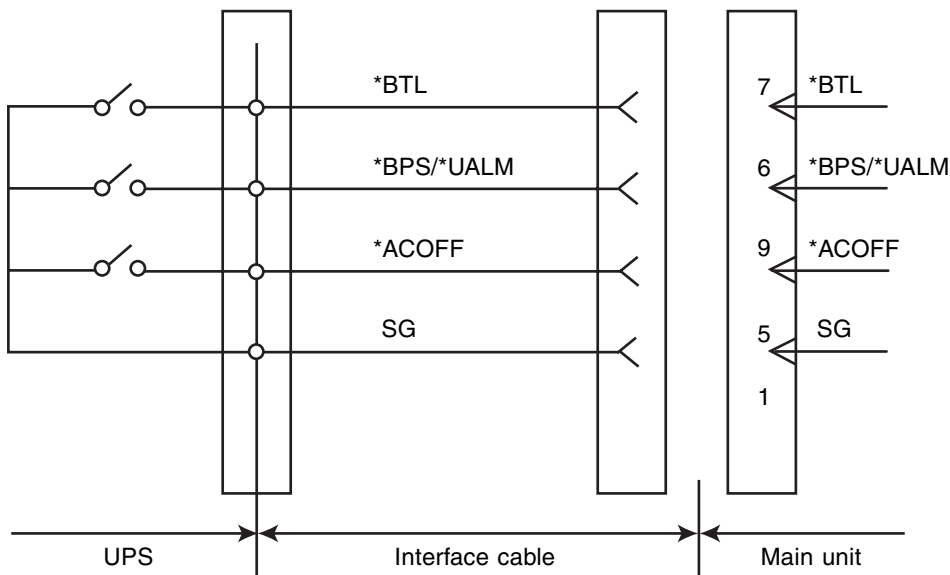 *BTL 7 *BTL
*BPS/*UALM 6 *BPS/*UALM
*ACOFF 9 *ACOFF
SG 5 SG
1
UPS Interface cable Main unit